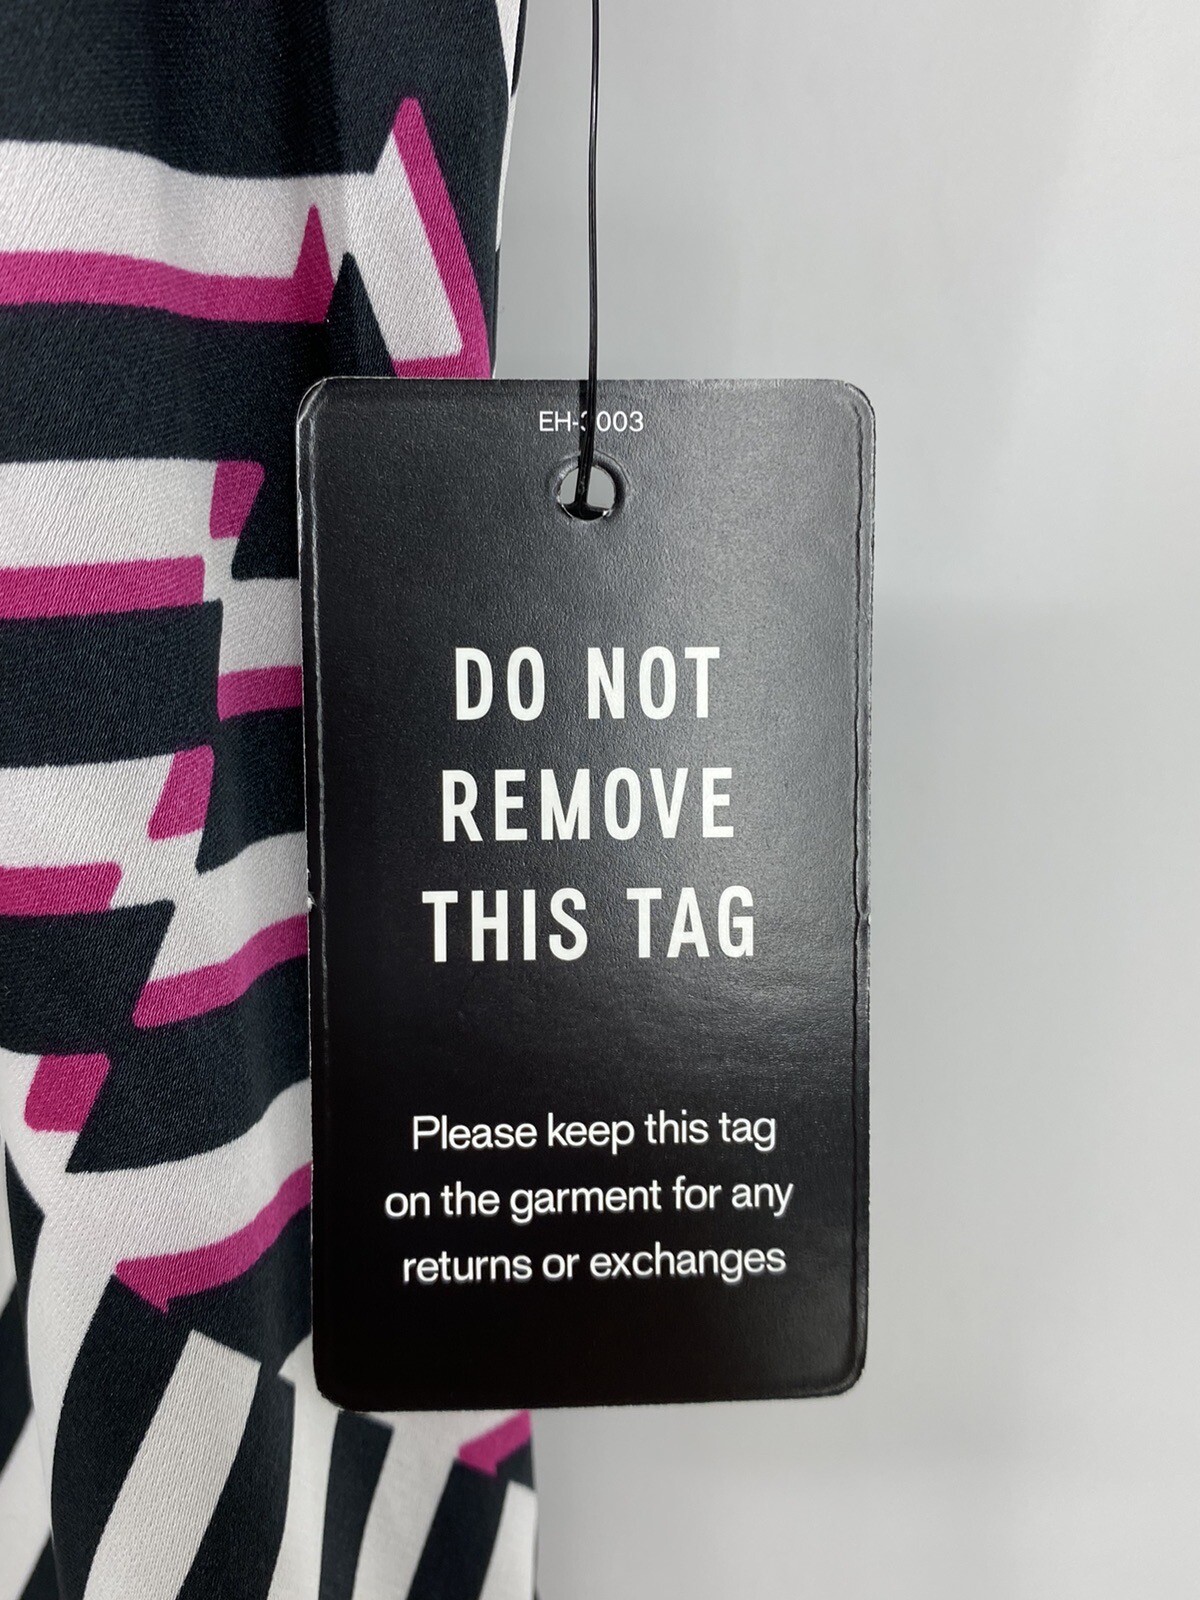 DO NOT
REMOVE
THIS TAG
Please keep this tag
on the garment for any
returns or exchanges